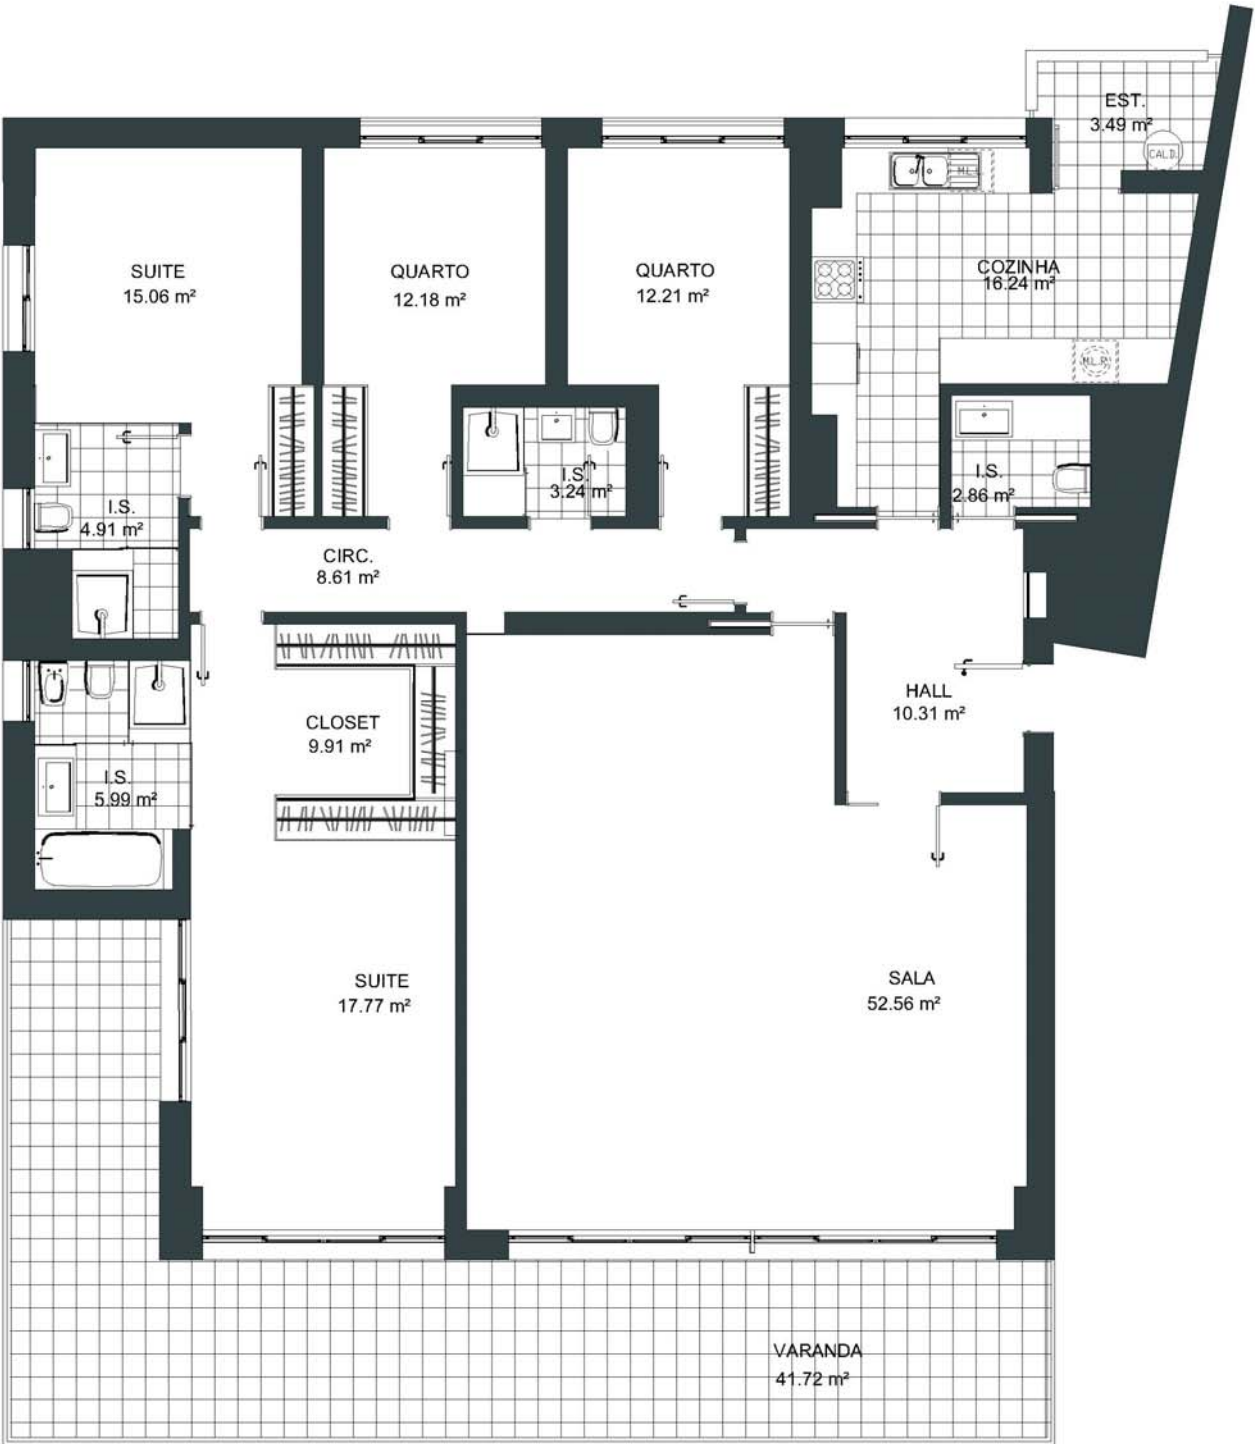 EST.
3.49 m²
CALD.
M.L.
SUITE
15.06 m²
QUARTO
12.18 m²
QUARTO
12.21 m²
COZINHA
16.24 m²
M.L.R
I.S.
4.91 m²
I.S.
3.24 m²
I.S.
2.86 m²
CIRC.
8.61 m²
CLOSET
9.91 m²
HALL
10.31 m²
I.S.
5.99 m²
SUITE
17.77 m²
SALA
52.56 m²
VARANDA
41.72 m²